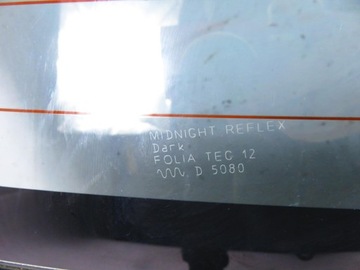 MIDNIGHT REFLEX
Dark
FOLIA TEC 12
D 5080